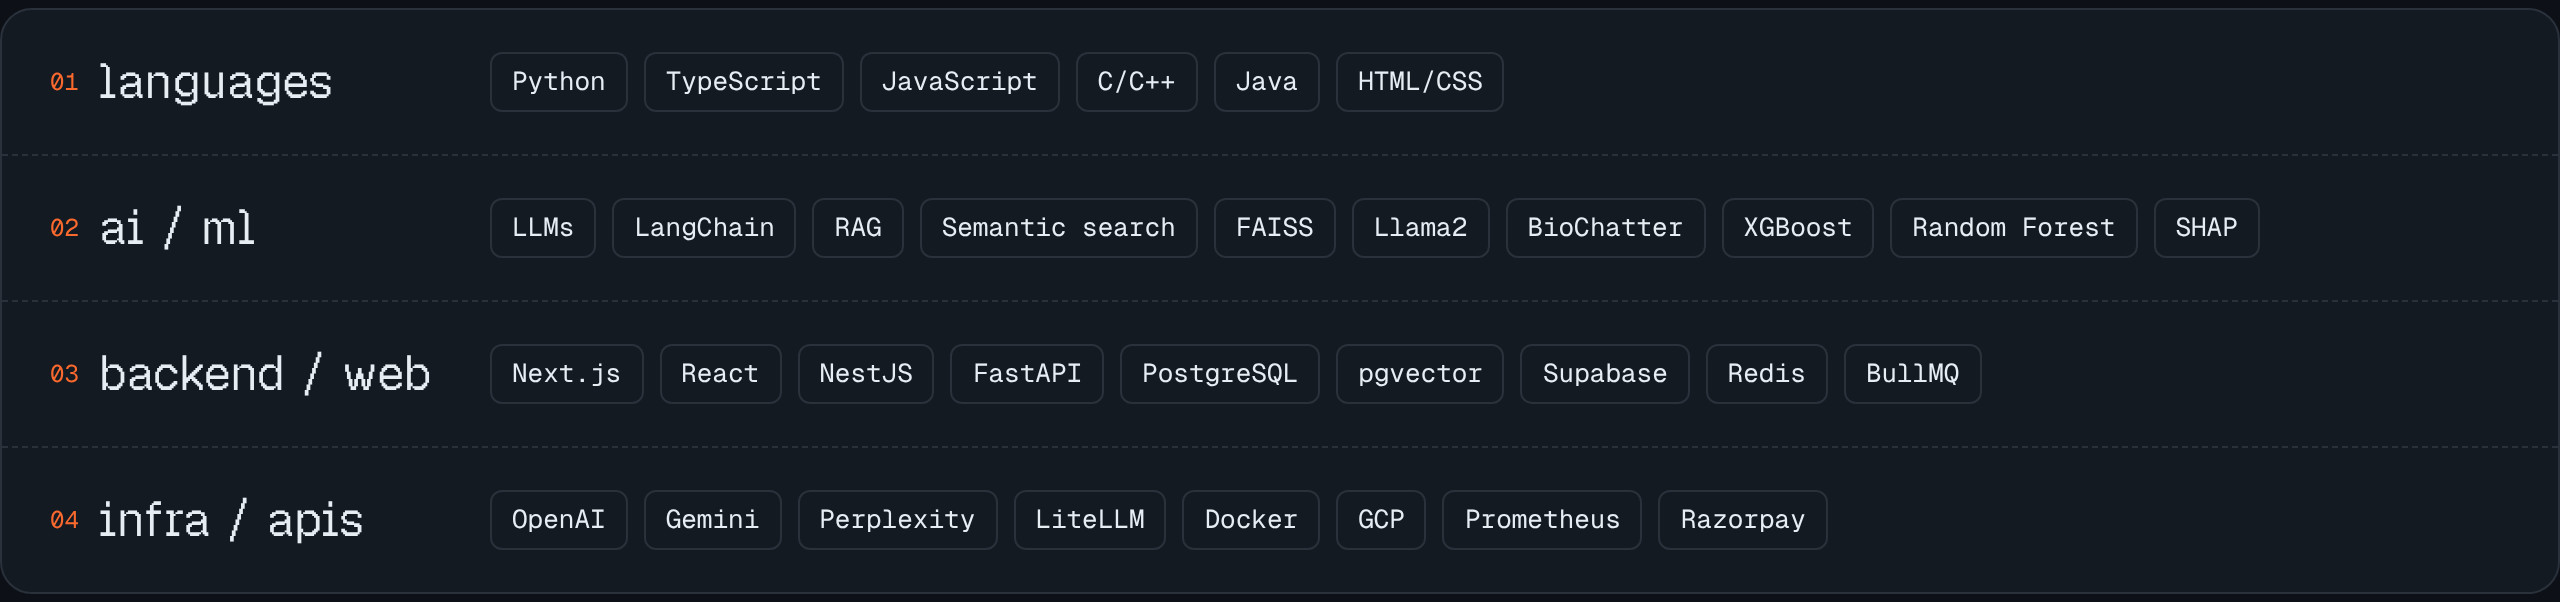 01 languages Python TypeScript JavaScript C/C++ Java HTML/CSS
02 ai / ml LLMs LangChain RAG Semantic search FAISS Llama2 BioChatter XGBoost Random Forest SHAP
03 backend / web Next.js React NestJS FastAPI PostgreSQL pgvector Supabase Redis BullMQ
04 infra / apis OpenAI Gemini Perplexity LiteLLM Docker GCP Prometheus Razorpay